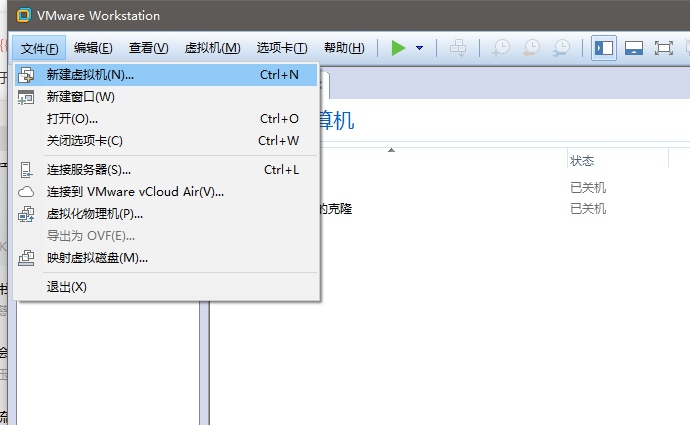 VMware Workstation
文件(F) 编辑(E) 查看(V) 虚拟机(M) 选项卡(T) 帮助(H)
新建虚拟机(N)... Ctrl+N
新建窗口(W)
打开(O)... Ctrl+O
关闭选项卡(C) Ctrl+W
连接服务器(S)... Ctrl+L
连接到 VMware vCloud Air(V)...
虚拟化物理机(P)...
导出为 OVF(E)...
映射虚拟磁盘(M)...
退出(X)
算机
状态
已关机
的克隆 已关机